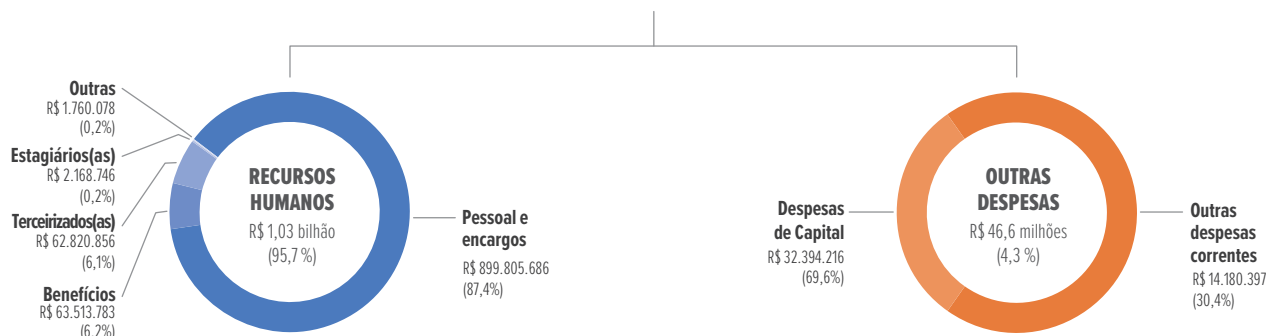 Outras
R$ 1.760.078
(0,2%)
Estagiários(as)
R$ 2.168.746
(0,2%)
Terceirizados(as)
R$ 62.820.856
(6,1%)
Benefícios
R$ 63.513.783
(6,2%)
RECURSOS
HUMANOS
R$ 1,03 bilhão
(95,7 %)
Pessoal e
encargos
R$ 899.805.686
(87,4%)
Despesas
de Capital
R$ 32.394.216
(69,6%)
OUTRAS
DESPESAS
R$ 46,6 milhões
(4,3 %)
Outras
despesas
correntes
R$ 14.180.397
(30,4%)